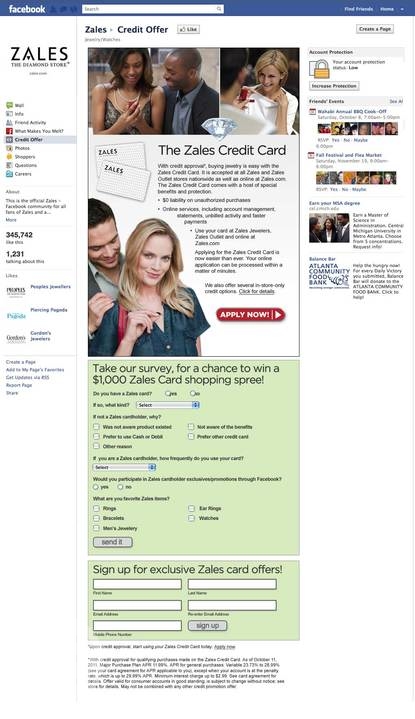 facebook
Search
Find Friends
Home
ZALES
THE DIAMOND STORE
zales.com
Wall
Info
Friend Activity
What Makes You Melt?
Credit Offer
Photos
Shoppers
Questions
Careers
About
This is the official Zales -
Facebook community for all
fans of Zales and a...
More
345,742
like this
1,231
talking about this
Likes
Peoples Jewellers
Piercing Pagoda
Gordon's
Jewelers
Create a Page
Add to My Page's Favorites
Get Updates via RSS
Report Page
Share
Zales ▸ Credit Offer
Like
Jewelry/Watches
ZALES
ZALES
The Zales Credit Card
With credit approval*, buying jewelry is easy with the
Zales Credit Card. It is accepted at all Zales and Zales
Outlet stores nationwide as well as online at Zales.com.
The Zales Credit Card comes with a host of special
benefits and protection.
• $0 liability on unauthorized purchases
• Online services, including account management,
statements, unbilled activity and faster
payments
• Use your card at Zales Jewelers,
Zales Outlet and online at
Zales.com
Applying for the Zales Credit Card is
now easier than ever. Your online
application can be processed within a
matter of minutes.
We also offer several in-store-only
credit options. Click for details.
APPLY NOW!
Take our survey, for a chance to win a
$1,000 Zales Card shopping spree!
Do you have a Zales card? yes no
If so, what kind? Select
If not a Zales cardholder, why?
Was not aware product existed
Not aware of the benefits
Prefer to use Cash or Debit
Prefer other credit card
Other reason
If you are a Zales cardholder, how frequently do you use your card?
Select
Would you participate in Zales cardholder exclusives/promotions through Facebook?
yes no
What are you favorite Zales items?
Rings
Ear Rings
Bracelets
Watches
Men's Jewelery
send it
Sign up for exclusive Zales card offers!
First Name
Last Name
Email Address
Re-enter Email Address
Mobile Phone Number
sign up
*Upon credit approval, start using your Zales Credit Card today. Apply now.
*With credit approval for qualifying purchases made on the Zales Credit Card. As of October 11,
2011, Major Purchase Plan APR 11.99%. APR for general purchases: Variable 23.73% to 28.99%
(see your card agreement for rate applicable to you), except when your account is at the penalty
rate, which is up to 29.99% APR. Minimum interest charge up to $2.99. See card agreement for
details. Offer valid for consumer accounts in good standing, is subject to change without notice; see
store for details. May not be combined with any other credit promotion offer.
Create a Page
Account Protection
Your account protection
status: Low
Increase Protection
Friends' Events
See All
Wahabi Annual BBQ Cook-Off
Saturday, October 8, 7:00am-5:00pm
RSVP: Yes · No · Maybe
Fall Festival and Flea Market
RSVP: Yes · No · Maybe
Earn your MSA degree
Earn a Master of
Science in
Administration. Central
Michigan University in
Metro Atlanta. Choose
from 5 concentrations.
Request info!
Balance Bar
ATLANTA
COMMUNITY
FOOD
BANK
Help the hungry now!
For every Daily Victory
you submitted, Balance
Bar will donate to the
ATLANTA COMMUNITY
FOOD BANK. Click to
help!